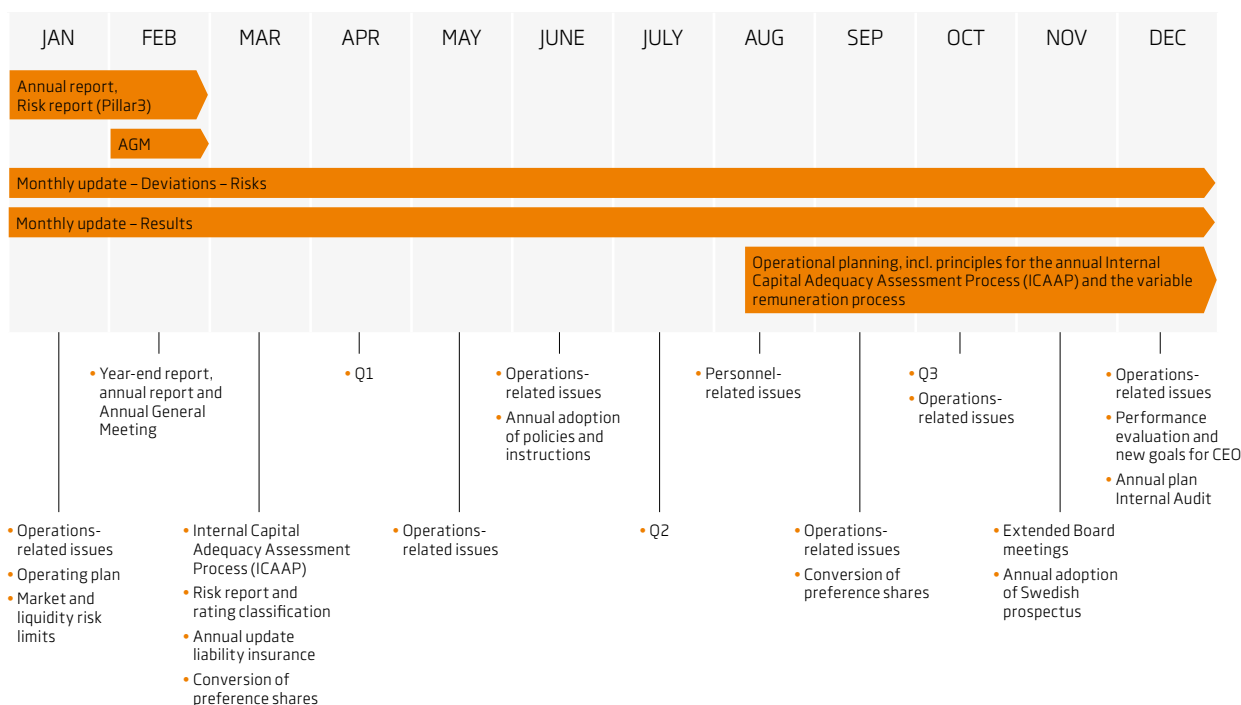 JAN
FEB
MAR
APR
MAY
JUNE
JULY
AUG
SEP
OCT
NOV
DEC
Annual report,
Risk report (Pillar3)
AGM
Monthly update – Deviations – Risks
Monthly update – Results
Operational planning, incl. principles for the annual Internal
Capital Adequacy Assessment Process (ICAAP) and the variable
remuneration process
• Year-end report,
annual report and
Annual General
Meeting
• Q1
• Operations-
related issues
• Annual adoption
of policies and
instructions
• Personnel-
related issues
• Q3
• Operations-
related issues
• Operations-
related issues
• Performance
evaluation and
new goals for CEO
• Annual plan
Internal Audit
• Operations-
related issues
• Operating plan
• Market and
liquidity risk
limits
• Internal Capital
Adequacy Assessment
Process (ICAAP)
• Risk report and
rating classification
• Annual update
liability insurance
• Conversion of
preference shares
• Operations-
related issues
• Q2
• Operations-
related issues
• Conversion of
preference shares
• Extended Board
meetings
• Annual adoption
of Swedish
prospectus